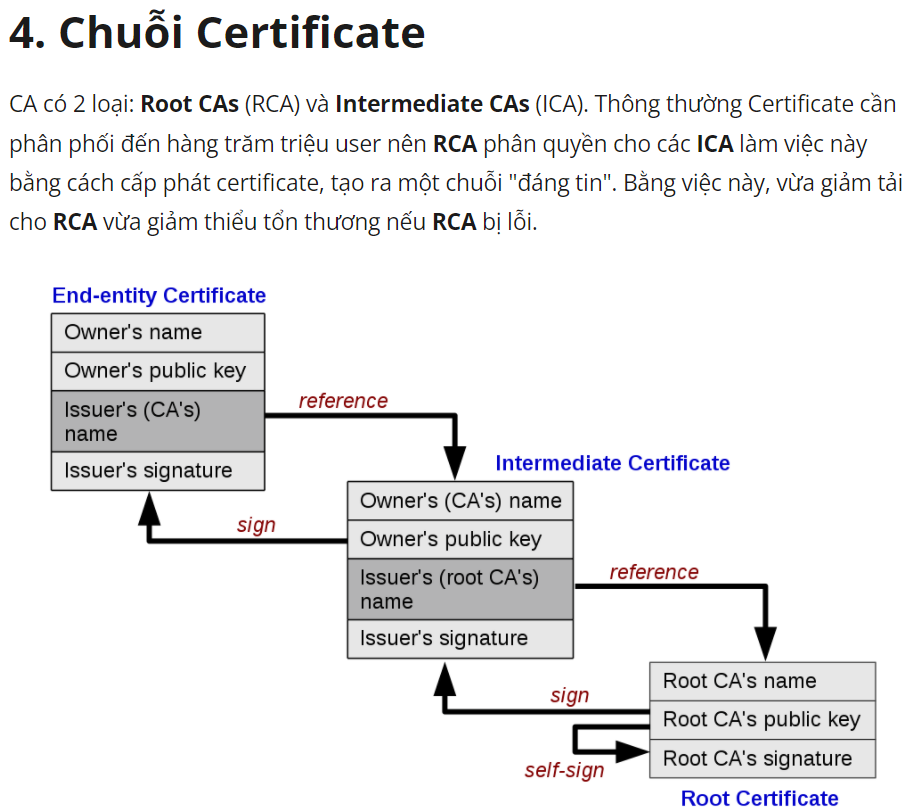 4. Chuỗi Certificate
CA có 2 loại: Root CAs (RCA) và Intermediate CAs (ICA). Thông thường Certificate cần
phân phối đến hàng trăm triệu user nên RCA phân quyền cho các ICA làm việc này
bằng cách cấp phát certificate, tạo ra một chuỗi "đáng tin". Bằng việc này, vừa giảm tải
cho RCA vừa giảm thiểu tổn thương nếu RCA bị lỗi.
End-entity Certificate
Owner's name
Owner's public key
Issuer's (CA's)
name
Issuer's signature
reference
sign
Intermediate Certificate
Owner's (CA's) name
Owner's public key
Issuer's (root CA's)
name
Issuer's signature
reference
sign
Root CA's name
Root CA's public key
Root CA's signature
self-sign
Root Certificate